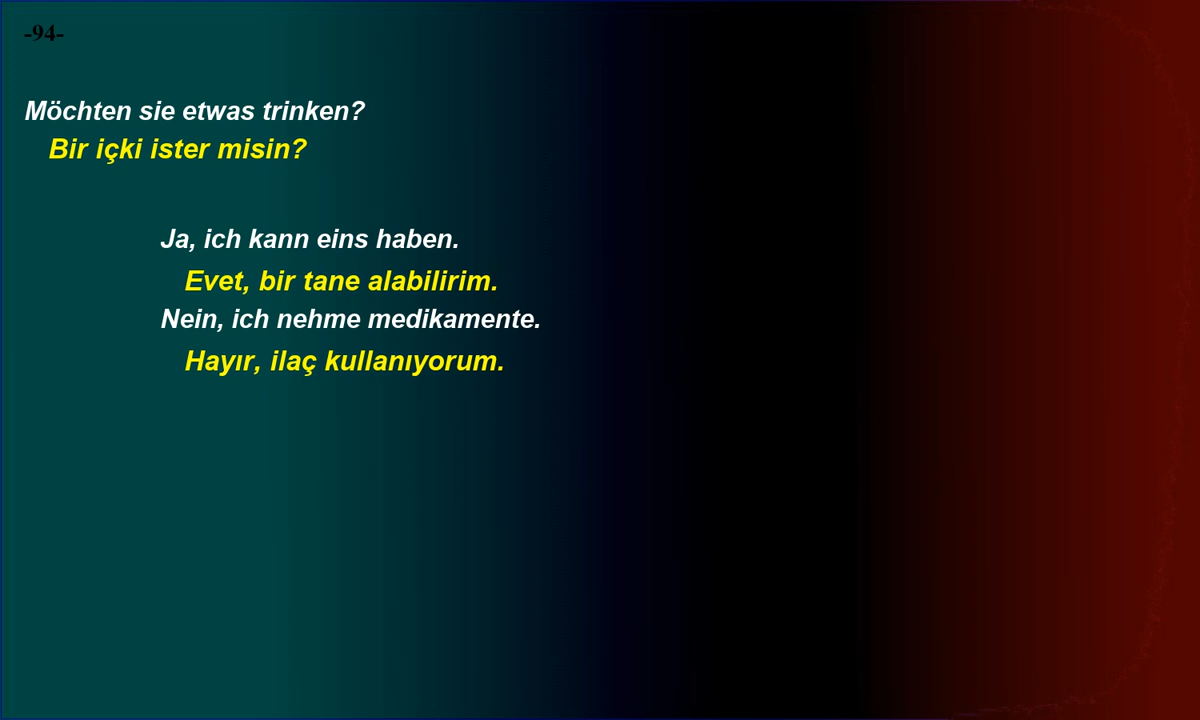 -94-
Möchten sie etwas trinken?
Bir içki ister misin?
Ja, ich kann eins haben.
Evet, bir tane alabilirim.
Nein, ich nehme medikamente.
Hayır, ilaç kullanıyorum.